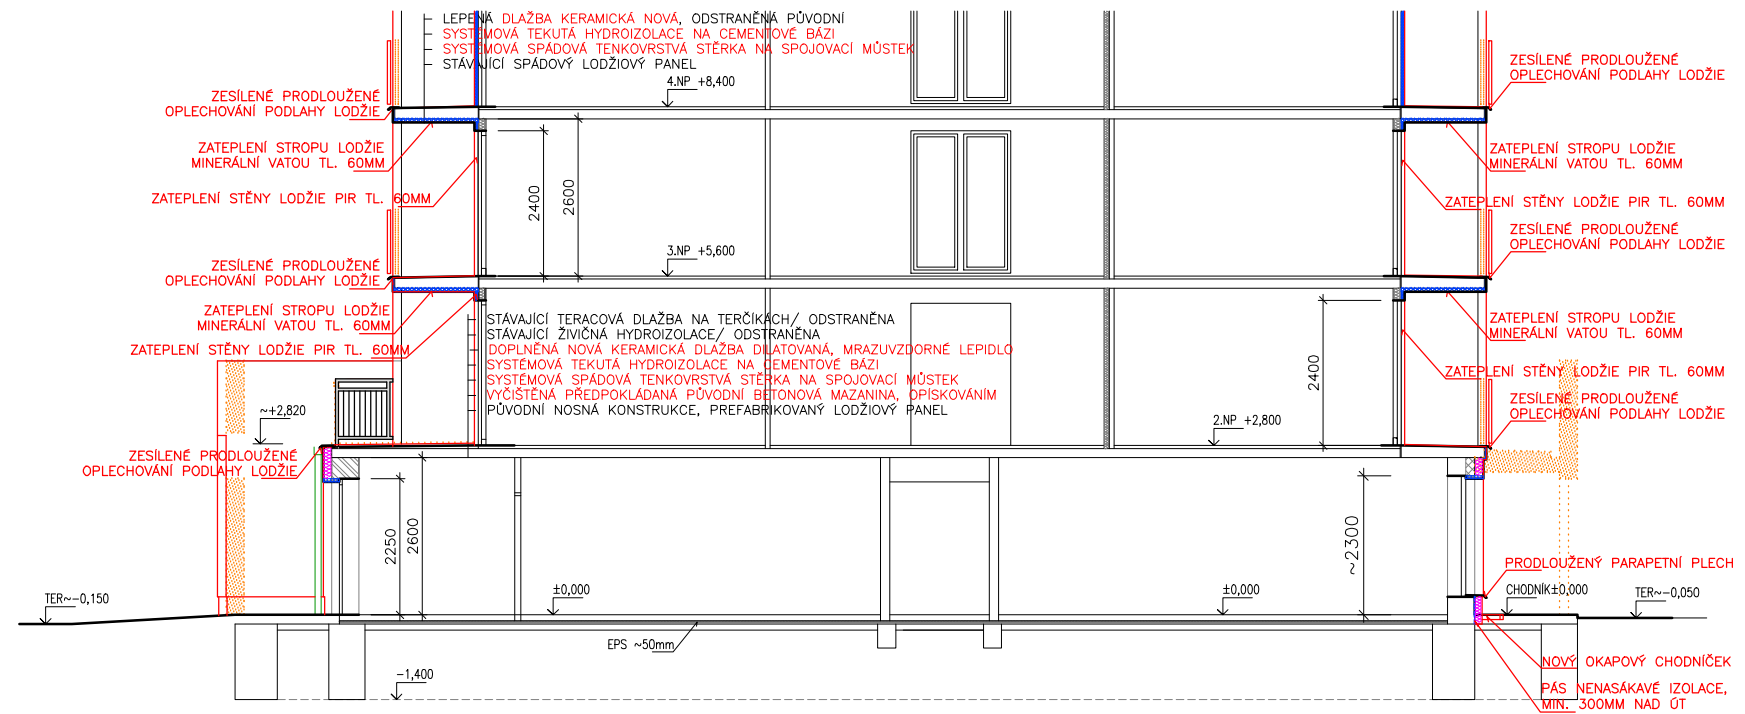 LEPENÁ DLAŽBA KERAMICKÁ NOVÁ, ODSTRANĚNÁ PŮVODNÍ
SYSTÉMOVÁ TEKUTÁ HYDROIZOLACE NA CEMENTOVÉ BÁZI
SYSTÉMOVÁ SPÁDOVÁ TENKOVRSTVÁ STĚRKA NA SPOJOVACÍ MŮSTEK
STÁVAJÍCÍ SPÁDOVÝ LODŽIOVÝ PANEL
4.NP +8,400
ZESÍLENÉ PRODLOUŽENÉ
OPLECHOVÁNÍ PODLAHY LODŽIE
ZESÍLENÉ PRODLOUŽENÉ
OPLECHOVÁNÍ PODLAHY LODŽIE
ZATEPLENÍ STROPU LODŽIE
MINERÁLNÍ VATOU TL. 60MM
ZATEPLENÍ STROPU LODŽIE
MINERÁLNÍ VATOU TL. 60MM
ZATEPLENÍ STĚNY LODŽIE PIR TL. 60MM
2400
2600
ZATEPLENÍ STĚNY LODŽIE PIR TL. 60MM
3.NP +5,600
ZESÍLENÉ PRODLOUŽENÉ
OPLECHOVÁNÍ PODLAHY LODŽIE
ZESÍLENÉ PRODLOUŽENÉ
OPLECHOVÁNÍ PODLAHY LODŽIE
ZATEPLENÍ STROPU LODŽIE
MINERÁLNÍ VATOU TL. 60MM
ZATEPLENÍ STROPU LODŽIE
MINERÁLNÍ VATOU TL. 60MM
ZATEPLENÍ STĚNY LODŽIE PIR TL. 60MM
STÁVAJÍCÍ TERACOVÁ DLAŽBA NA TERČÍKÁCH/ ODSTRANĚNA
STÁVAJÍCÍ ŽIVIČNÁ HYDROIZOLACE/ ODSTRANĚNA
DOPLNĚNÁ NOVÁ KERAMICKÁ DLAŽBA DILATOVANÁ, MRAZUVZDORNÉ LEPIDLO
SYSTÉMOVÁ TEKUTÁ HYDROIZOLACE NA CEMENTOVÉ BÁZI
SYSTÉMOVÁ SPÁDOVÁ TENKOVRSTVÁ STĚRKA NA SPOJOVACÍ MŮSTEK
VYČIŠTĚNÁ PŘEDPOKLÁDANÁ PŮVODNÍ BETONOVÁ MAZANINA, OPÍSKOVÁNÍM
PŮVODNÍ NOSNÁ KONSTRUKCE, PREFABRIKOVANÝ LODŽIOVÝ PANEL
2400
ZATEPLENÍ STĚNY LODŽIE PIR TL. 60MM
ZESÍLENÉ PRODLOUŽENÉ
OPLECHOVÁNÍ PODLAHY LODŽIE
~+2,820
2.NP +2,800
ZESÍLENÉ PRODLOUŽENÉ
OPLECHOVÁNÍ PODLAHY LODŽIE
2250
2600
~2300
PRODLOUŽENÝ PARAPETNÍ PLECH
TER~-0,150
±0,000
±0,000
CHODNÍK±0,000
TER~-0,050
EPS ~50mm
-1,400
NOVÝ OKAPOVÝ CHODNÍČEK
PÁS NENASÁKAVÉ IZOLACE,
MIN. 300MM NAD ÚT